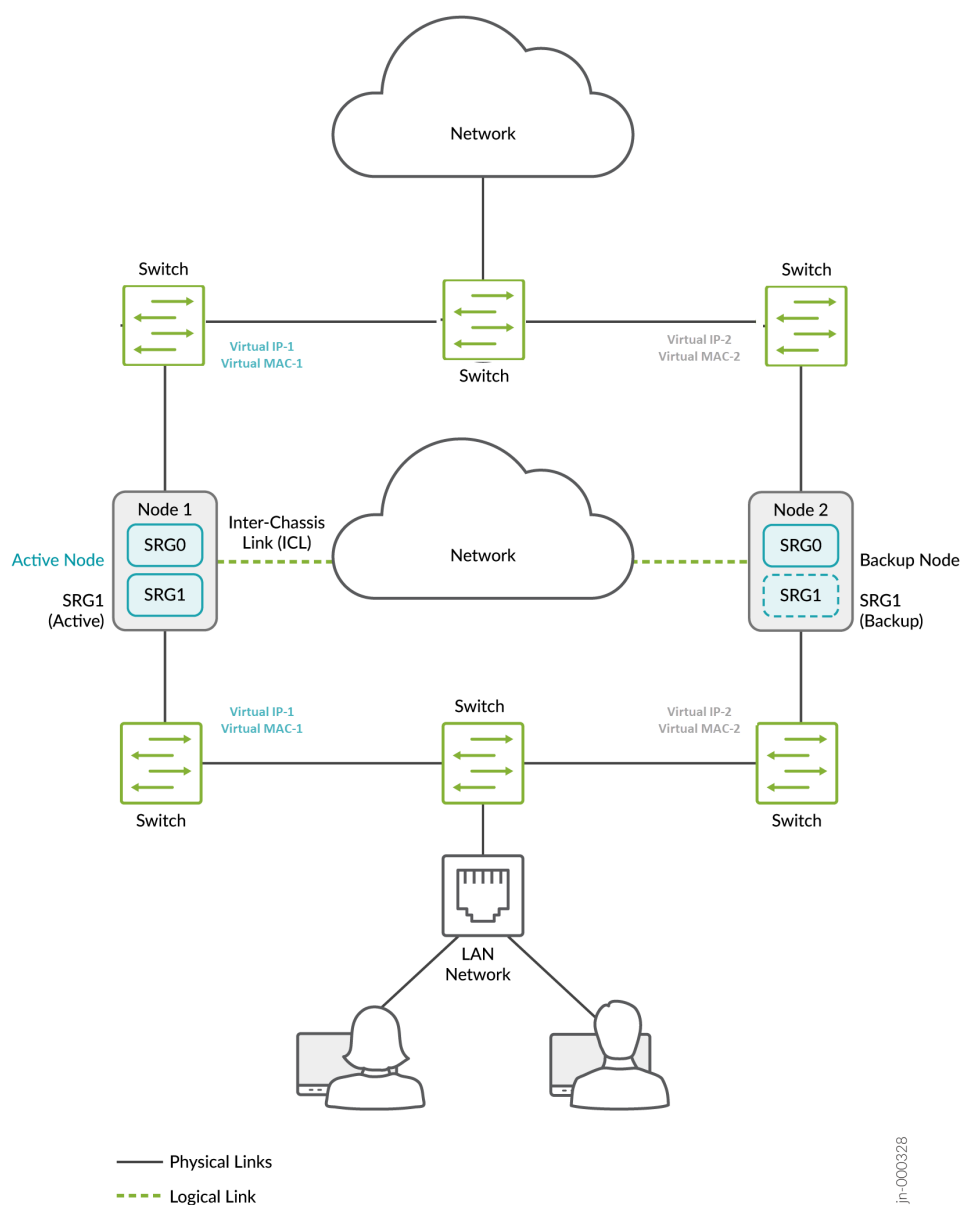 Network
Switch
Switch
Virtual IP-1
Virtual MAC-1
Virtual IP-2
Virtual MAC-2
Switch
Node 1
SRG0
SRG1
Active Node
SRG1
(Active)
Inter-Chassis
Link (ICL)
Network
Node 2
SRG0
SRG1
Backup Node
SRG1
(Backup)
Virtual IP-1
Virtual MAC-1
Switch
Virtual IP-2
Virtual MAC-2
Switch
Switch
LAN
Network
Physical Links
Logical Link
jn-000328